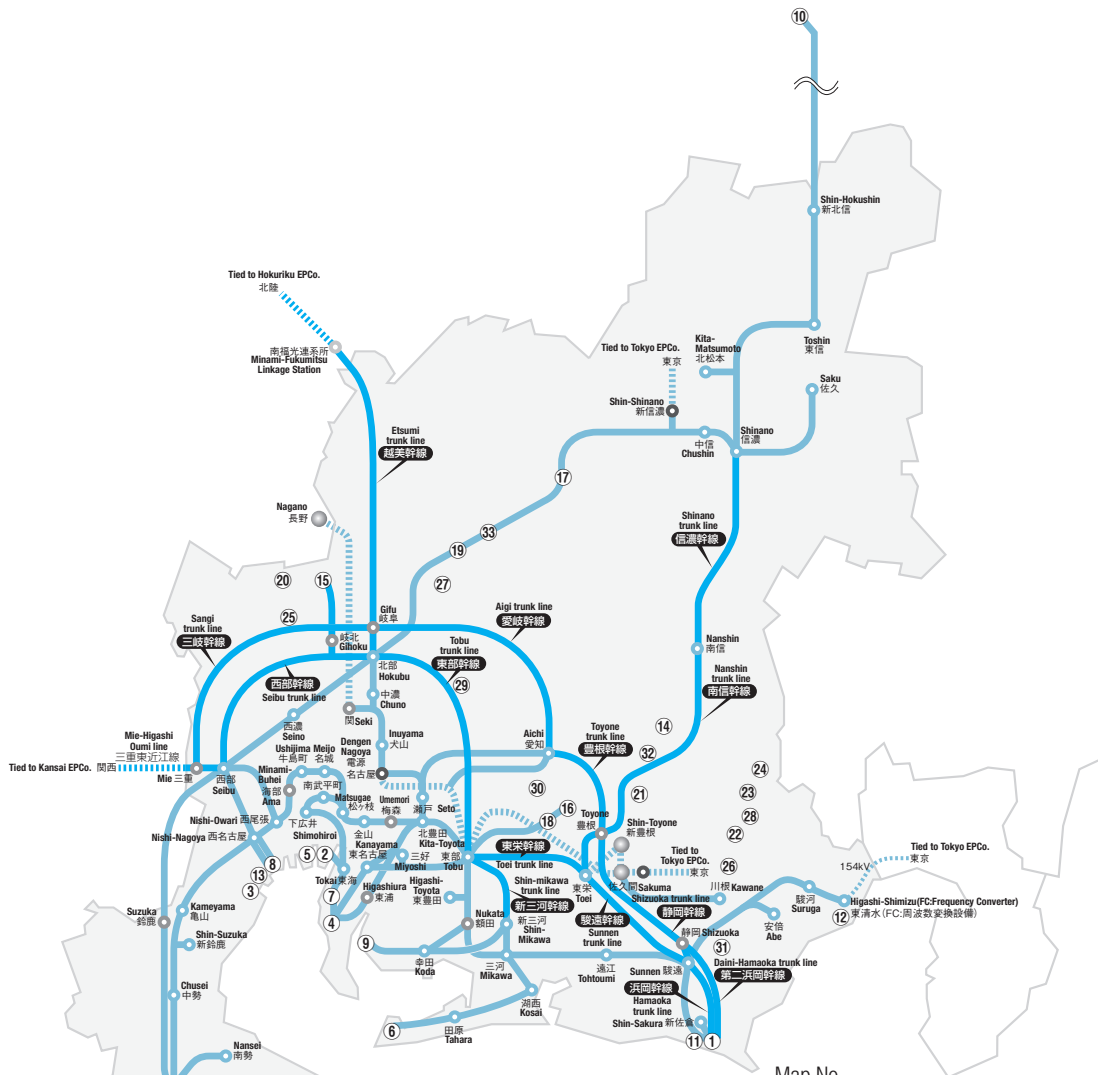 ⑩
Shin-Hokushin
新北信
Tied to Hokuriku EPCo.
北陸
南福光連系所
Minami-Fukumitsu
Linkage Station
Toshin
東信
Kita-
Matsumoto
北松本
Tied to Tokyo EPCo.
東京
Saku
佐久
Shin-Shinano
新信濃
Shinano
信濃
中信
Chushin
Etsumi
trunk line
越美幹線
⑰
Nagano
長野
Shinano
trunk line
信濃幹線
㉝
⑲
⑳
⑮
㉗
㉕
Sangi
trunk line
三岐幹線
Gifu
岐阜
岐北
Gihoku
Aigi trunk line
愛岐幹線
Tobu
trunk line
東部幹線
北部
Hokubu
西部幹線
Seibu trunk line
㉙
Nanshin
南信
Nanshin
trunk line
南信幹線
中濃
Chuno
関 Seki
西濃
Seino
Inuyama
犬山
Dengen
Nagoya
電源
名古屋
Aichi
愛知
Toyone
trunk line
豊根幹線
⑭
㉜
Mie-Higashi
Oumi line
三重東近江線
Tied to Kansai EPCo. 関西
Mie 三重
西部
Seibu
Ushijima
牛島町
Meijo
名城
Minami-
Buhei
南武平町
海部
Ama
Matsugae
松ヶ枝
Umemori
梅森
瀬戸 Seto
㉚
㉔
㉓
㉑
㉘
㉒
⑯
⑱
Nishi-Owari 西尾張
Nishi-Nagoya 西名古屋
下広井
Shimohiroi
金山
Kanayama
北豊田
Kita-Toyota
東名古屋
三好
Miyoshi
東部
Tobu
東栄幹線
Toei trunk line
Toyone
豊根
Shin-Toyone
新豊根
Tied to
Tokyo EPCo.
東京
㉖
Tied to Tokyo EPCo.
東京
154kV
⑧
⑬
③
⑤
②
Tokai 東海
⑦
④
Higashiura
東浦
Higashi-
Toyota
東豊田
Shin-mikawa
trunk line
新三河幹線
東栄
Toei
佐久間 Sakuma
Shizuoka trunk line
静岡幹線
川根 Kawane
駿河
Suruga
⑫
Higashi-Shimizu(FC:Frequency Converter)
東清水(FC:周波数変換設備)
Suzuka
鈴鹿
Kameyama
亀山
Shin-Suzuka
新鈴鹿
Nukata
額田
新三河
Shin-
Mikawa
駿遠幹線
Sunnen
trunk line
静岡 Shizuoka
安倍
Abe
㉛
⑨
幸田
Koda
三河
Mikawa
遠江
Tohtoumi
Sunnen 駿遠
Daini-Hamaoka trunk line
第二浜岡幹線
浜岡幹線
Hamaoka
trunk line
Chusei
中勢
湖西
Kosai
⑥
田原
Tahara
Shin-Sakura 新佐倉
⑪
①
Nansei
南勢
Map No.